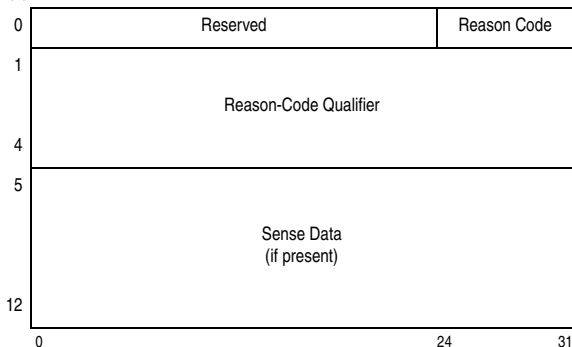 0 Reserved Reason Code
1
Reason-Code Qualifier
4
5
Sense Data
(if present)
12
0 24 31